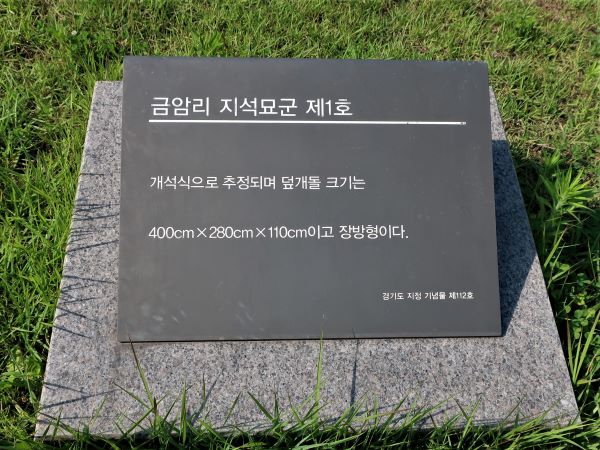 금암리 지석묘군 제1호
개석식으로 추정되며 덮개돌 크기는
400cm×280cm×110cm이고 장방형이다.
경기도 지정 기념물 제112호